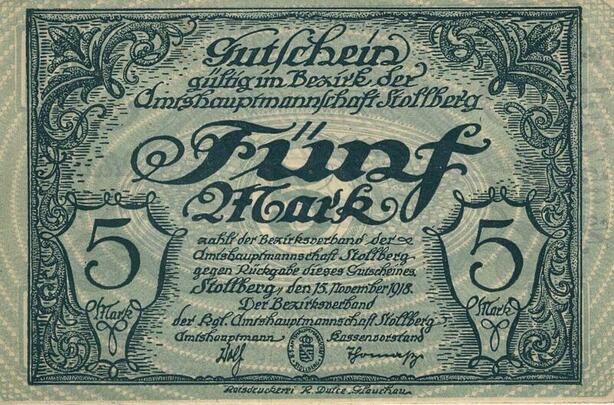 Gutschein
gültig im Bezirk der
Amtshauptmannschaft Stollberg
Fünf
Mark
zahlt der Bezirksverband der
Amtshauptmannschaft Stollberg
gegen Rückgabe dieses Gutscheines.
Stollberg, den 15. November 1918.
Der Bezirksverband
der Kgl. Amtshauptmannschaft Stollberg
Amtshauptmann Kassenvorstand
5
Mark
5
Mark
Ratsdruckerei R. Dulce, Glauchau